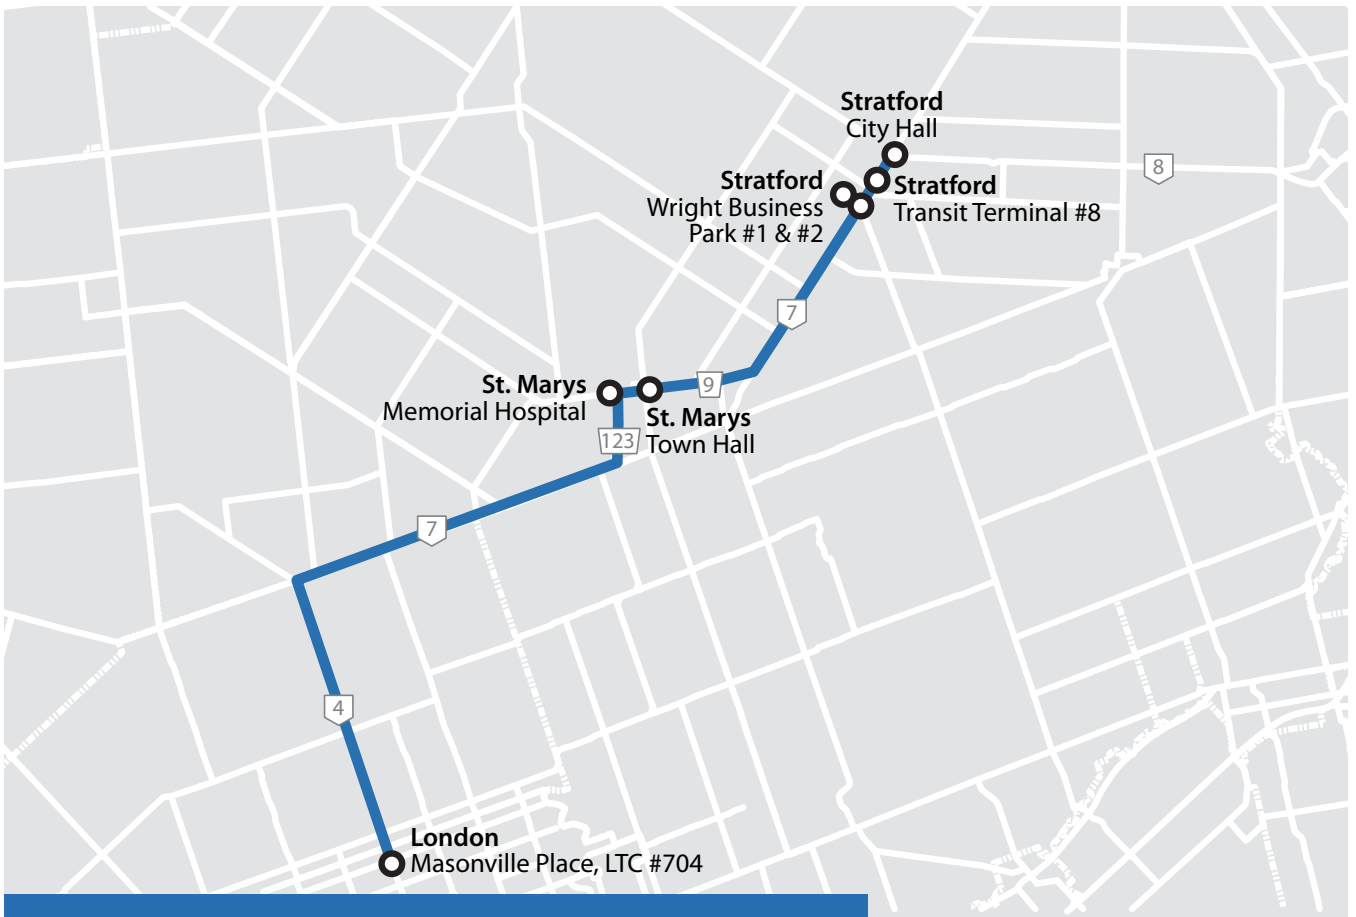 Stratford
City Hall
8
Stratford
Wright Business
Park #1 & #2
Stratford
Transit Terminal #8
7
St. Marys
Memorial Hospital
9
St. Marys
Town Hall
123
7
4
London
Masonville Place, LTC #704